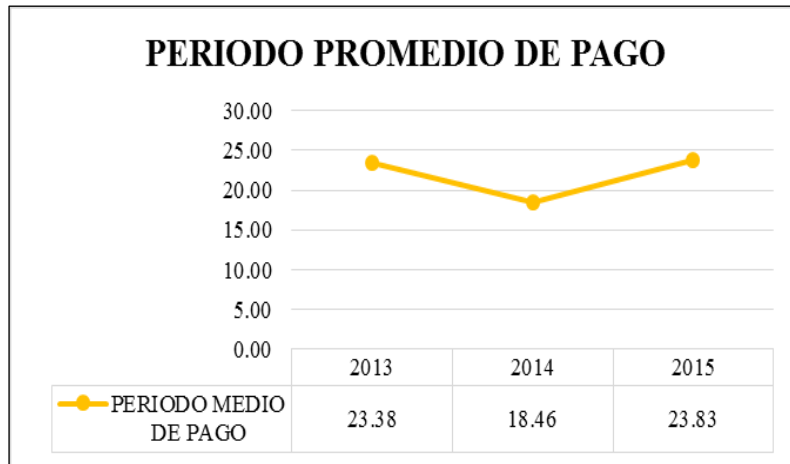 PERIODO PROMEDIO DE PAGO
30.00
25.00
20.00
15.00
10.00
5.00
0.00
2013 2014 2015
PERIODO MEDIO
DE PAGO
23.38 18.46 23.83